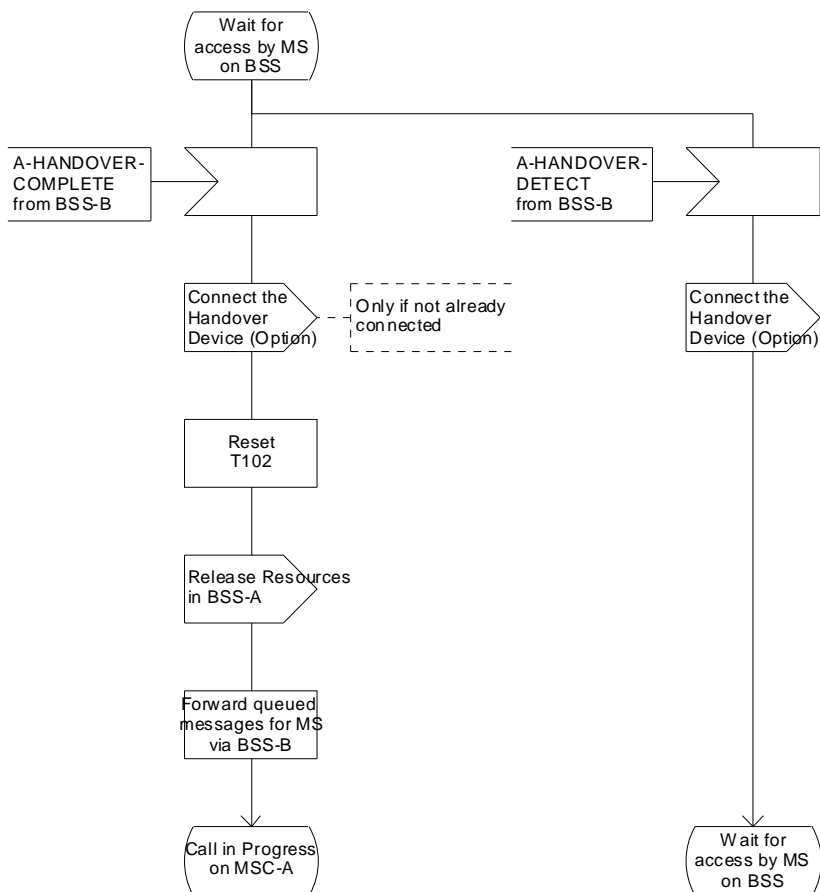 Wait for
access by MS
on BSS
A-HANDOVER-
COMPLETE
from BSS-B
A-HANDOVER-
DETECT
from BSS-B
Connect the
Handover
Device (Option)
Only if not already
connected
Connect the
Handover
Device (Option)
Reset
T102
Release Resources
in BSS-A
Forward queued
messages for MS
via BSS-B
Call in Progress
on MSC-A
Wait for
access by MS
on BSS